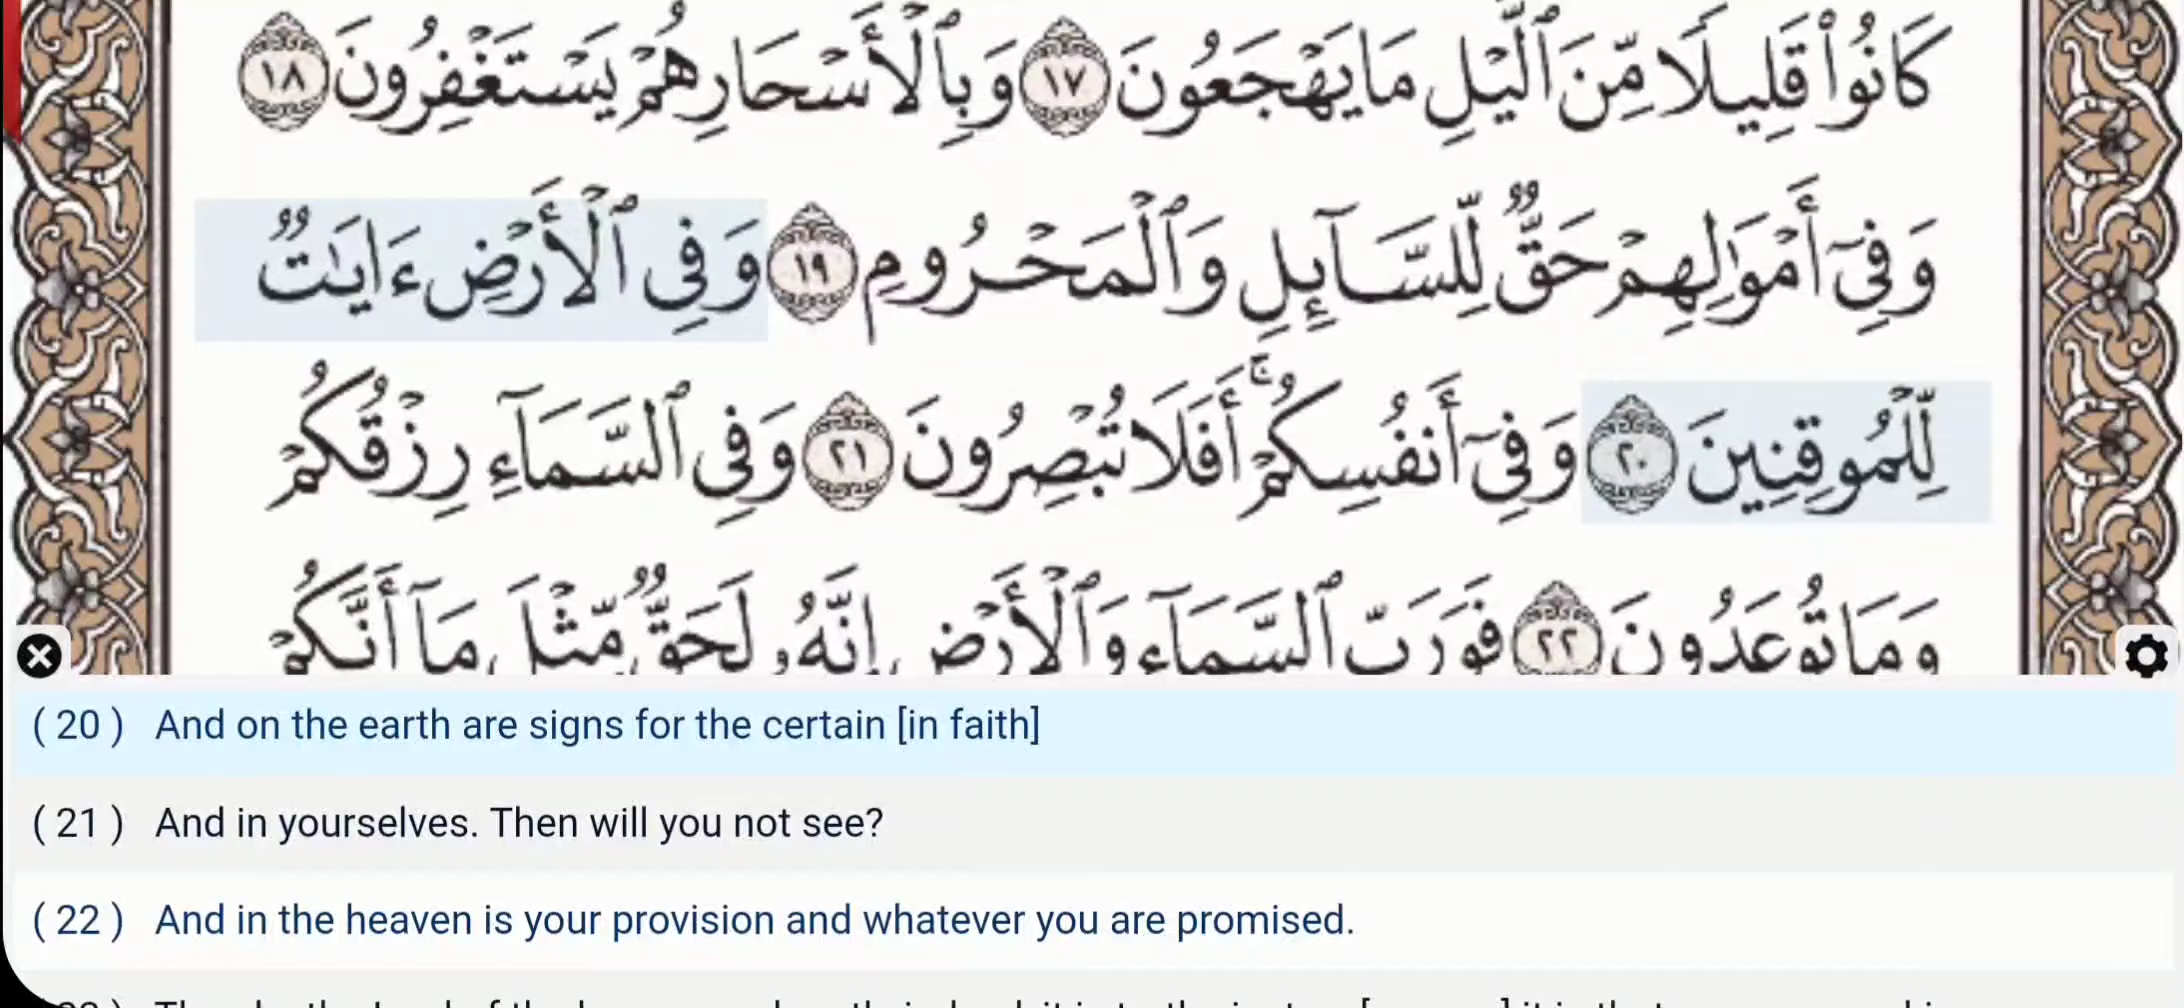 كَانُوا۟ قَلِيلًا مِّنَ ٱلَّيْلِ مَا يَهْجَعُونَ ١٧ وَبِٱلْأَسْحَارِ هُمْ يَسْتَغْفِرُونَ ١٨
وَفِىٓ أَمْوَٰلِهِمْ حَقٌّ لِّلسَّآئِلِ وَٱلْمَحْرُومِ ١٩ وَفِى ٱلْأَرْضِ ءَايَٰتٌ
لِّلْمُوقِنِينَ ٢٠ وَفِىٓ أَنفُسِكُمْ ۚ أَفَلَا تُبْصِرُونَ ٢١ وَفِى ٱلسَّمَآءِ رِزْقُكُمْ
وَمَا تُوعَدُونَ ٢٢ فَوَرَبِّ ٱلسَّمَآءِ وَٱلْأَرْضِ إِنَّهُۥ لَحَقٌّ مِّثْلَ مَآ أَنَّكُمْ
( 20 ) And on the earth are signs for the certain [in faith]
( 21 ) And in yourselves. Then will you not see?
( 22 ) And in the heaven is your provision and whatever you are promised.